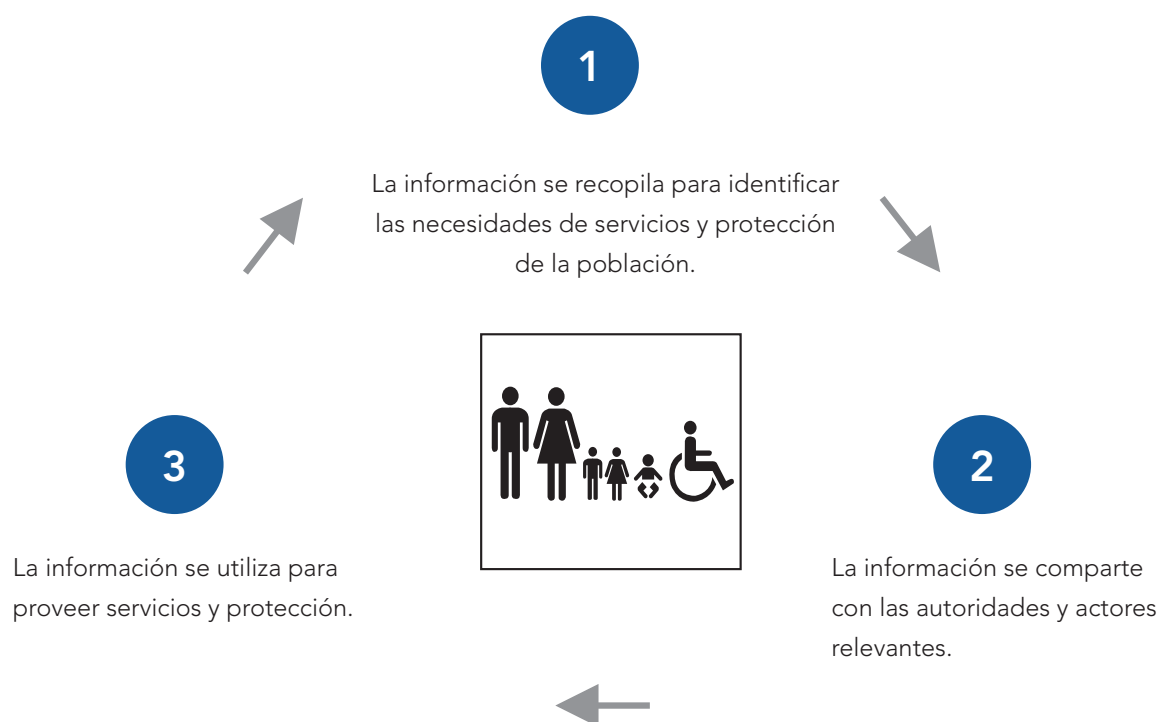 1
La información se recopila para identificar
las necesidades de servicios y protección
de la población.
2
La información se comparte
con las autoridades y actores
relevantes.
3
La información se utiliza para
proveer servicios y protección.